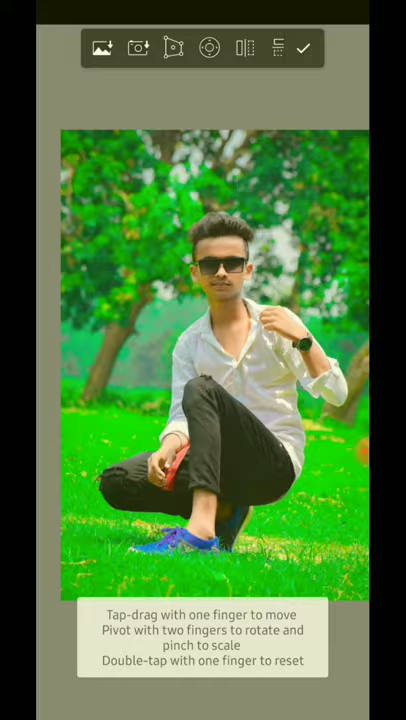 Tap-drag with one finger to move
Pivot with two fingers to rotate and
pinch to scale
Double-tap with one finger to reset